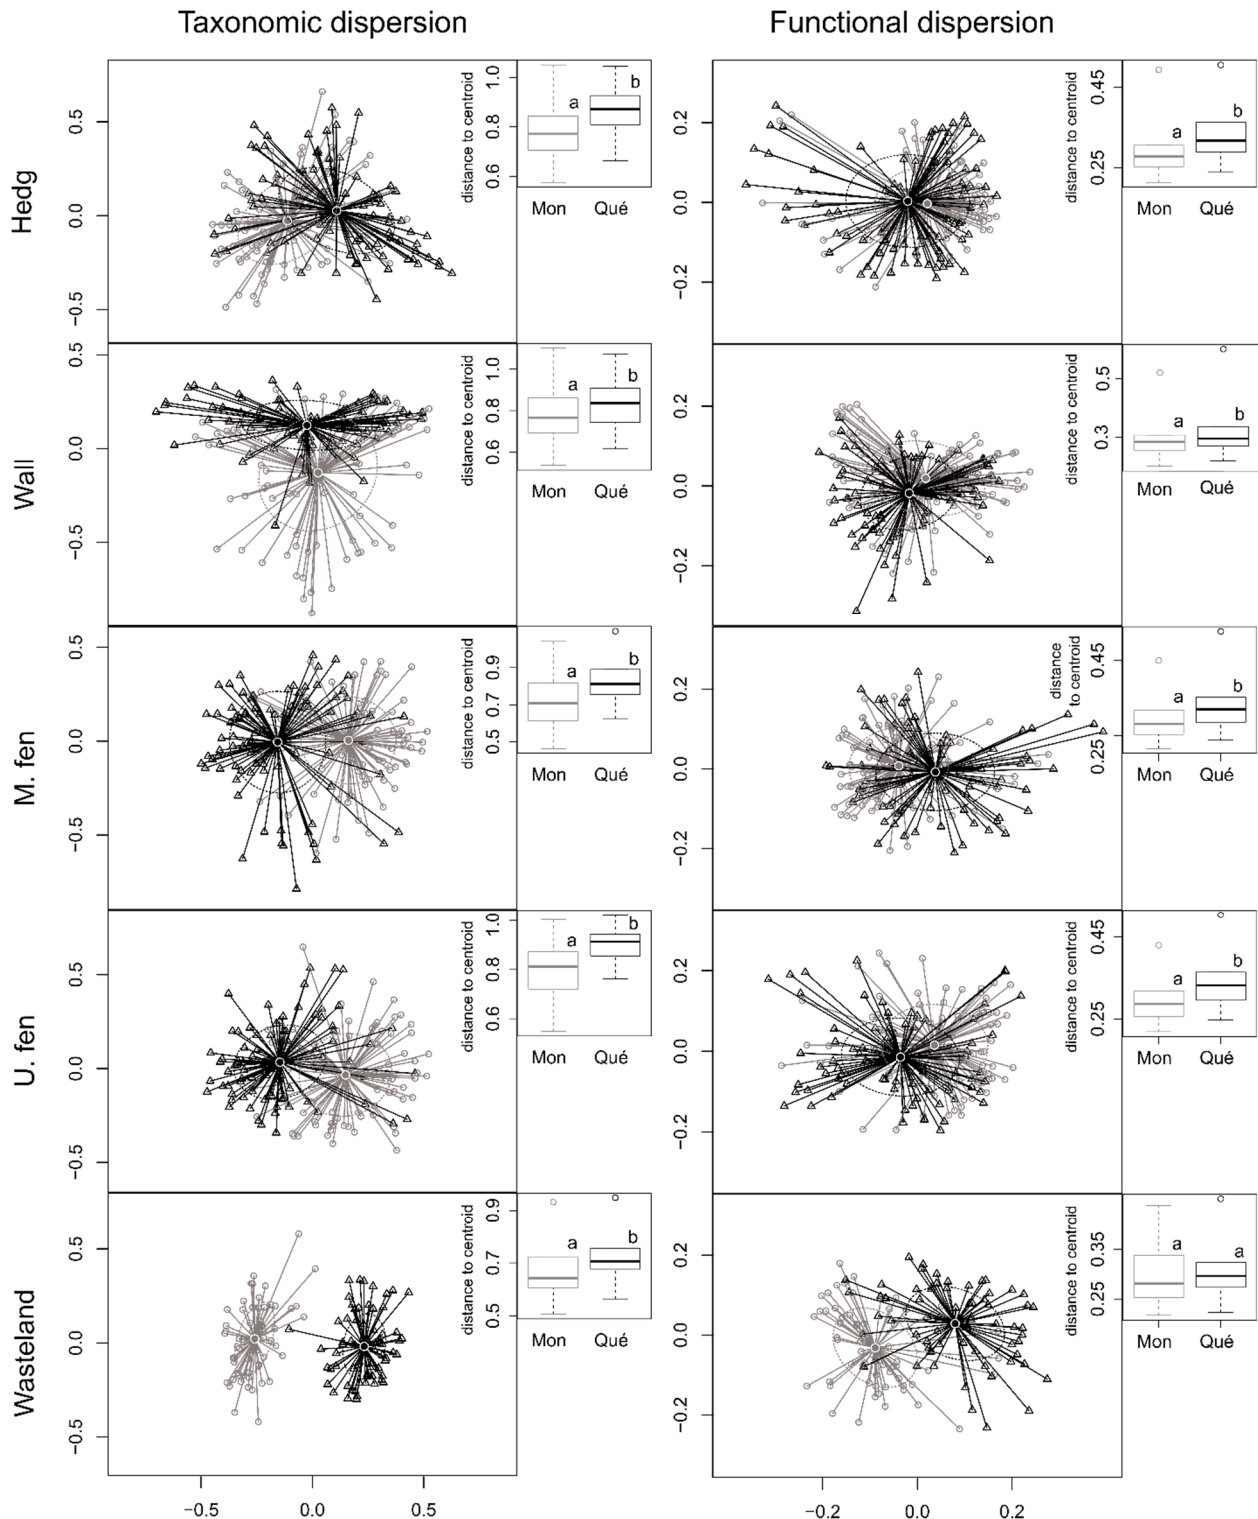 Taxonomic dispersion
Functional dispersion
Hedg
0.5
0.0
−0.5
distance to centroid
1.0
0.8
0.6
a
b
Mon Qué
0.2
0.0
−0.2
distance to centroid
0.45
0.25
a
b
Mon Qué
Wall
0.5
0.0
−0.5
distance to centroid
1.0
0.8
0.6
a
b
Mon Qué
0.2
0.0
−0.2
distance to centroid
0.5
0.3
a
b
Mon Qué
M. fen
0.5
0.0
−0.5
distance to centroid
0.9
0.7
0.5
a
b
Mon Qué
0.2
0.0
−0.2
distance
to centroid
0.45
0.25
a
b
Mon Qué
U. fen
0.5
0.0
−0.5
distance to centroid
1.0
0.8
0.6
a
b
Mon Qué
0.2
0.0
−0.2
distance to centroid
0.45
0.25
a
b
Mon Qué
Wasteland
0.5
0.0
−0.5
distance to centroid
0.9
0.7
0.5
a
b
Mon Qué
0.2
0.0
−0.2
distance to centroid
0.35
0.25
a
a
Mon Qué
−0.5 0.0 0.5
−0.2 0.0 0.2